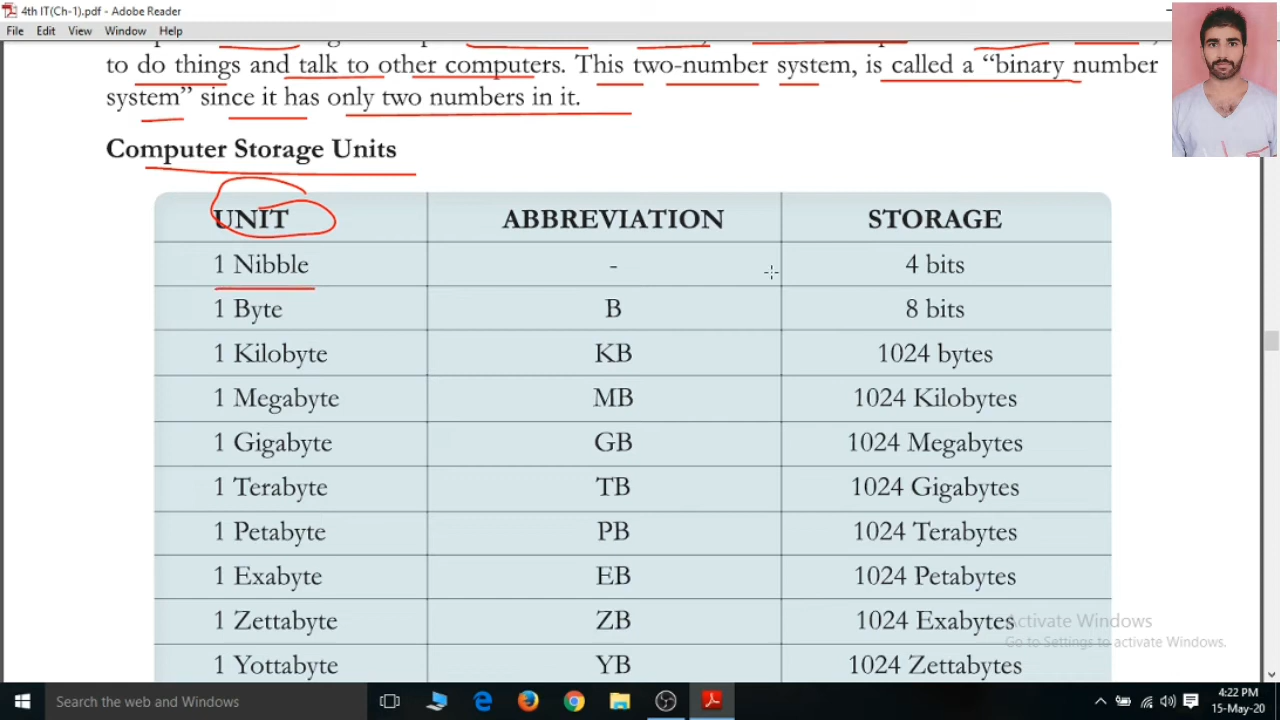 4th IT(Ch-1).pdf - Adobe Reader
File Edit View Window Help
to do things and talk to other computers. This two-number system, is called a “binary number
system” since it has only two numbers in it.
Computer Storage Units
UNIT ABBREVIATION STORAGE
1 Nibble - 4 bits
1 Byte B 8 bits
1 Kilobyte KB 1024 bytes
1 Megabyte MB 1024 Kilobytes
1 Gigabyte GB 1024 Megabytes
1 Terabyte TB 1024 Gigabytes
1 Petabyte PB 1024 Terabytes
1 Exabyte EB 1024 Petabytes
1 Zettabyte ZB 1024 Exabytes
Activate Windows
Go to Settings to activate Windows.
1 Yottabyte YB 1024 Zettabytes
Search the web and Windows
4:22 PM
15-May-20